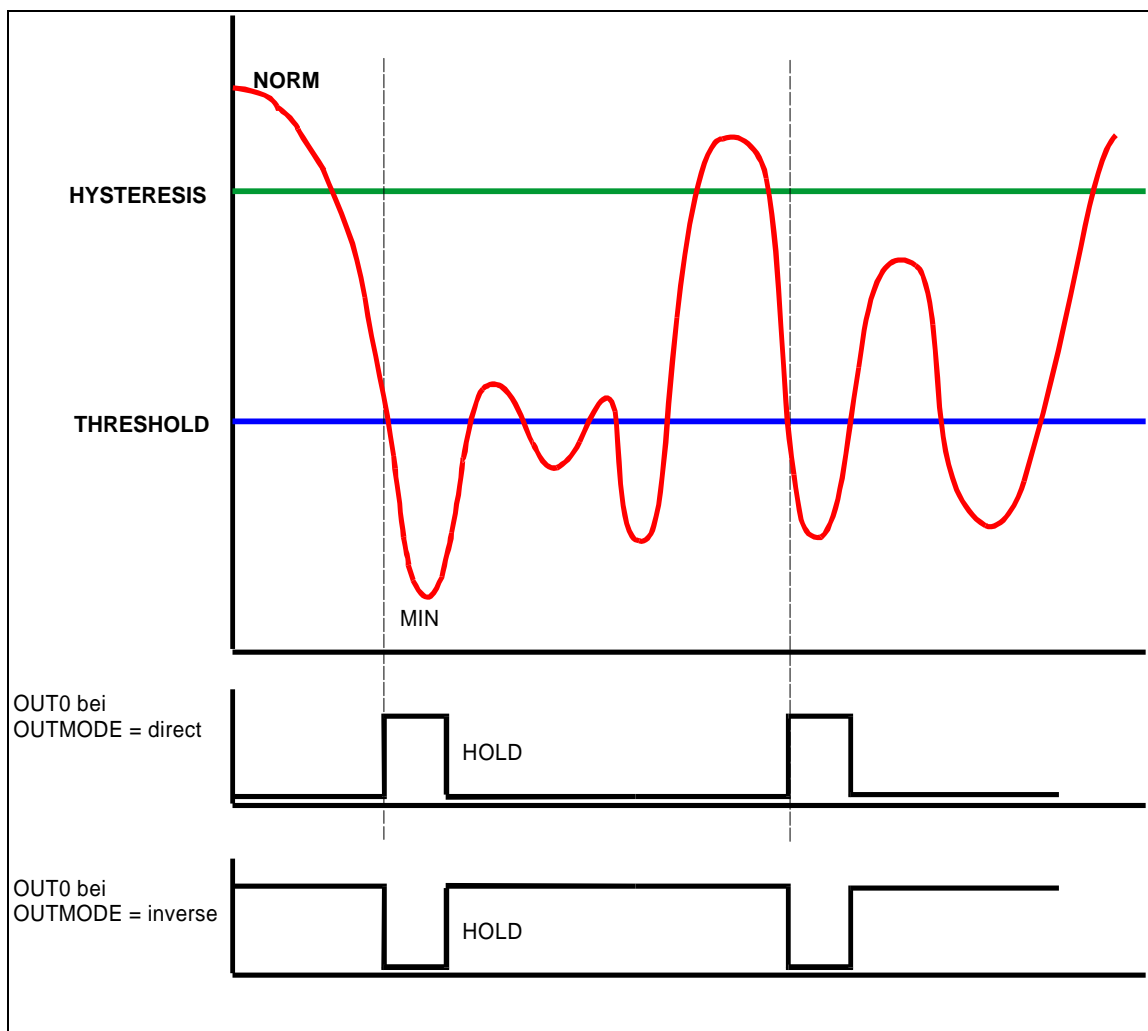 NORM
HYSTERESIS
THRESHOLD
MIN
OUT0 bei
OUTMODE = direct
HOLD
OUT0 bei
OUTMODE = inverse
HOLD